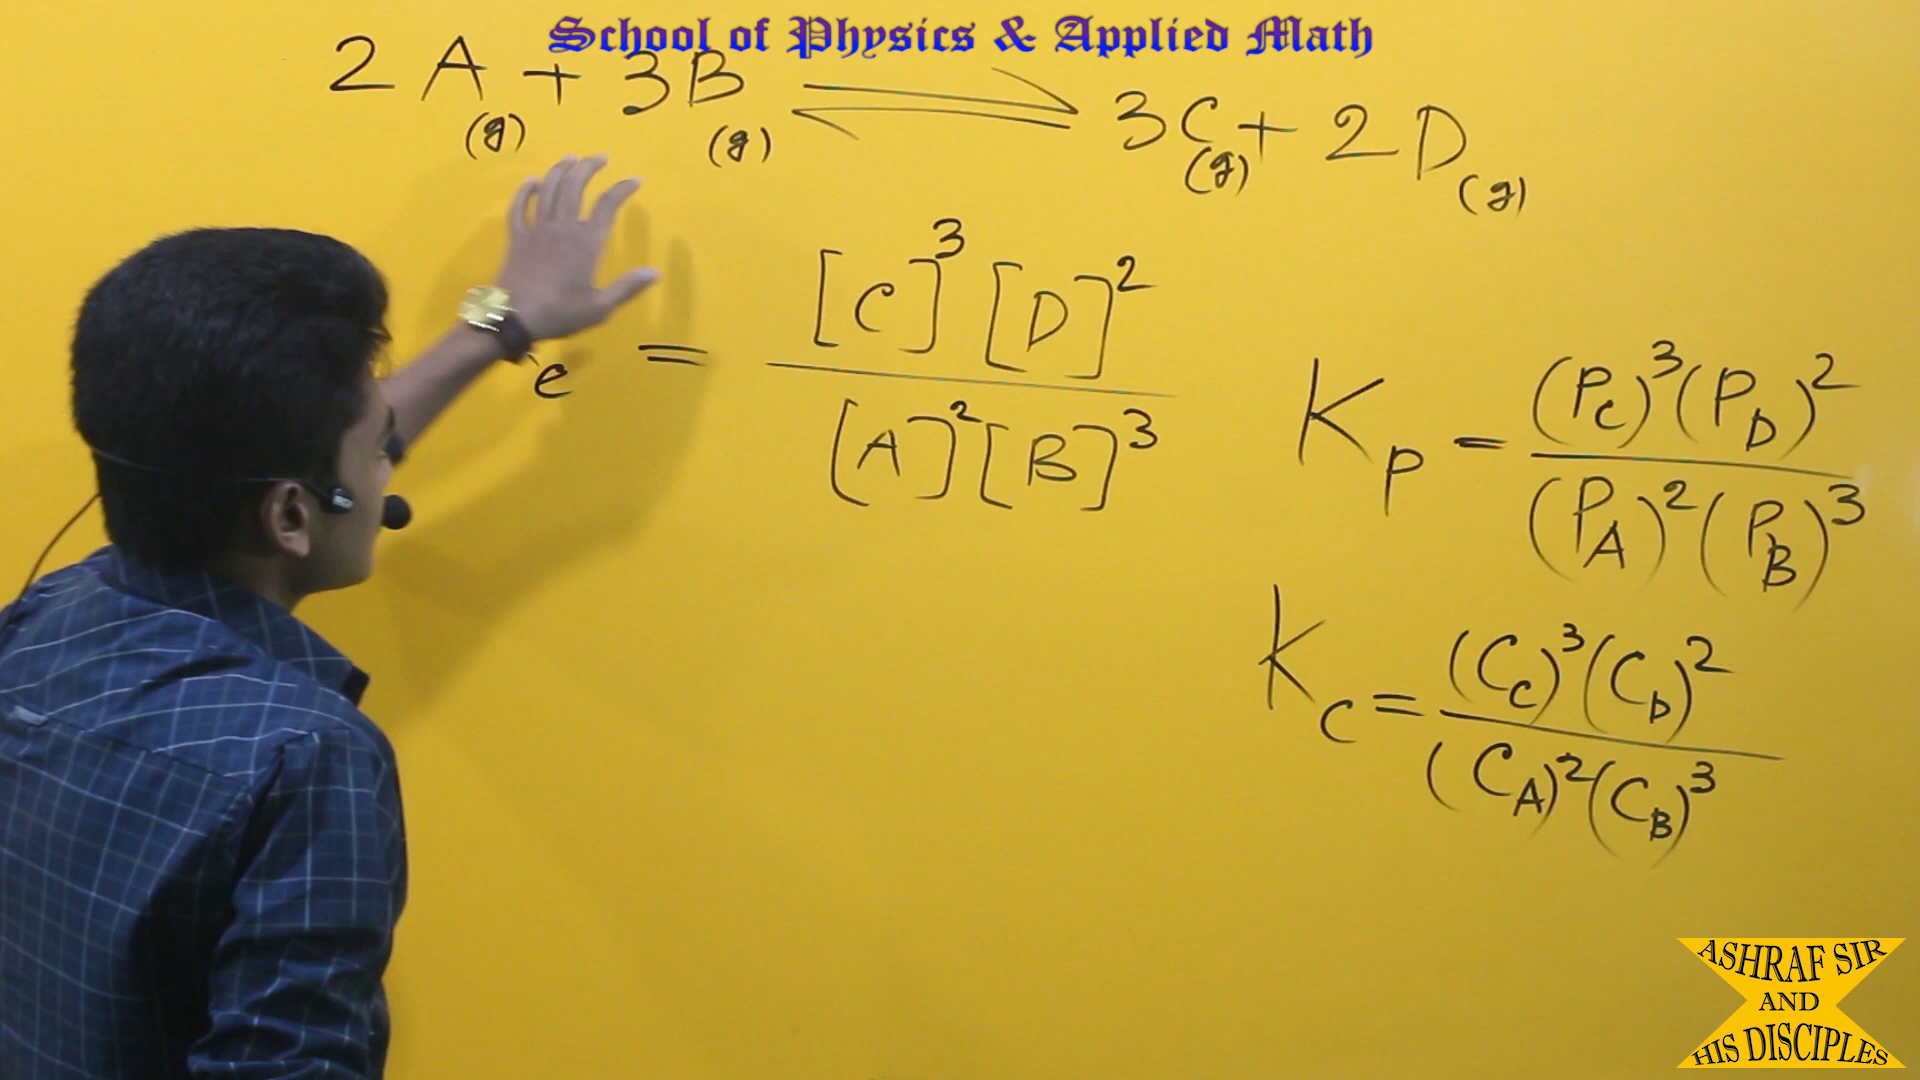 School of Physics & Applied Math
2A(g) + 3B(g) ⇌ 3C(g) + 2D(g)
e = [C]³ [D]² / [A]² [B]³
Kp = (PC)³ (PD)² / (PA)² (PB)³
Kc = (CC)³ (CD)² / (CA)² (CB)³
ASHRAF SIR
AND
HIS DISCIPLES